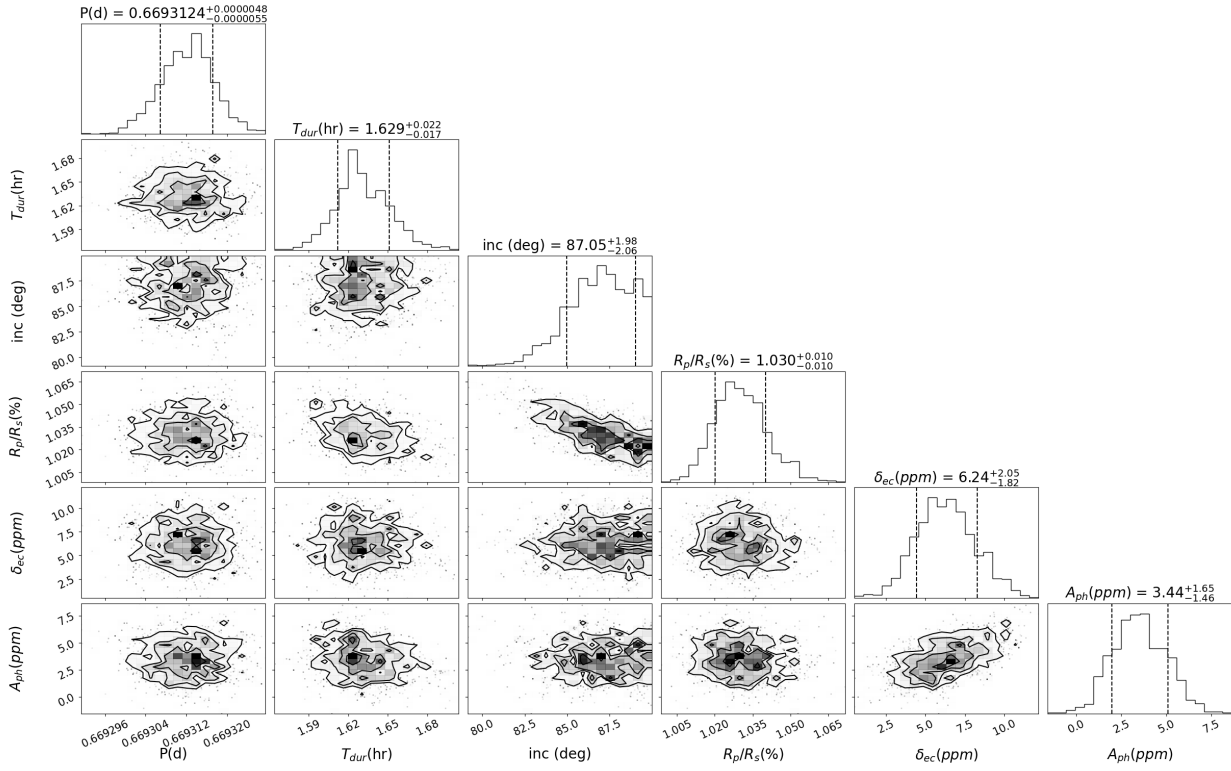 P(d) = 0.6693124 +0.0000048 −0.0000055
T_dur(hr) = 1.629 +0.022 −0.017
inc (deg) = 87.05 +1.98 −2.06
R_p/R_s(%) = 1.030 +0.010 −0.010
δ_ec(ppm) = 6.24 +2.05 −1.82
A_ph(ppm) = 3.44 +1.65 −1.46
T_dur(hr)
1.68
1.65
1.62
1.59
inc (deg)
87.5
85.0
82.5
80.0
R_p/R_s(%)
1.065
1.050
1.035
1.020
1.005
δ_ec(ppm)
10.0
7.5
5.0
2.5
A_ph(ppm)
7.5
5.0
2.5
0.0
0.669296 0.669304 0.669312 0.669320
1.59 1.62 1.65 1.68
80.0 82.5 85.0 87.5
1.005 1.020 1.035 1.050 1.065
2.5 5.0 7.5 10.0
0.0 2.5 5.0 7.5
P(d) T_dur(hr) inc (deg) R_p/R_s(%) δ_ec(ppm) A_ph(ppm)